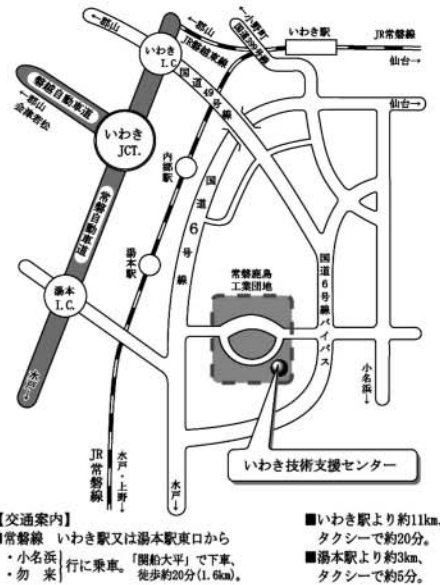 ←郡山
←郡山
JR磐越東線
←小野町
国道399号線
いわき駅
JR常磐線
仙台→
いわき
I.C.
国道49号線
仙台→
磐越自動車道
←郡山
会津若松
いわき
JCT.
内郷駅
国道6号線
常磐自動車道
湯本駅
常磐鹿島
工業団地
国道6号線バイパス
湯本
I.C.
小名浜→
水戸→
いわき技術支援センター
JR常磐線
水戸・上野→
水戸→
【交通案内】
■常磐線 いわき駅又は湯本駅東口から
・小名浜
・勿 来
行に乗車。「関船大平」で下車、
徒歩約20分(1.6km)。
■いわき駅より約11km、
タクシーで約20分。
■湯本駅より約3km、
タクシーで約5分。